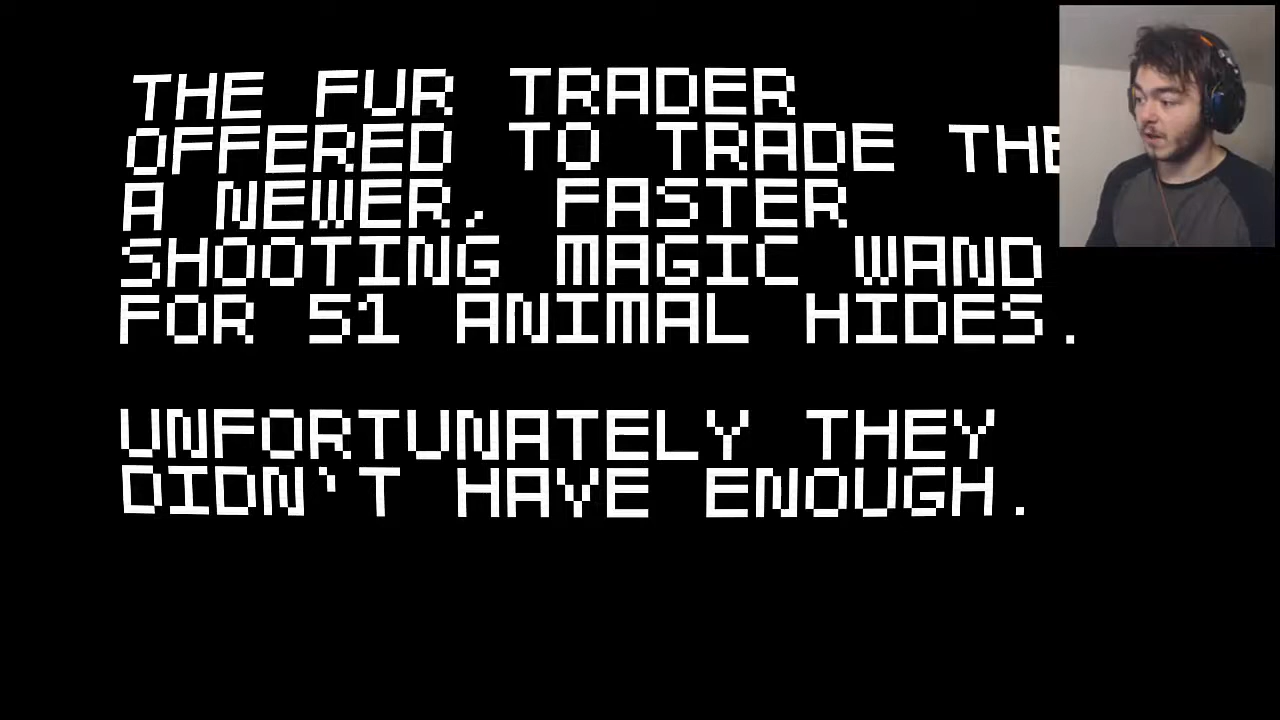 THE FUR TRADER
OFFERED TO TRADE THE
A NEWER, FASTER
SHOOTING MAGIC WAND
FOR 51 ANIMAL HIDES.
UNFORTUNATELY THEY
DIDN'T HAVE ENOUGH.